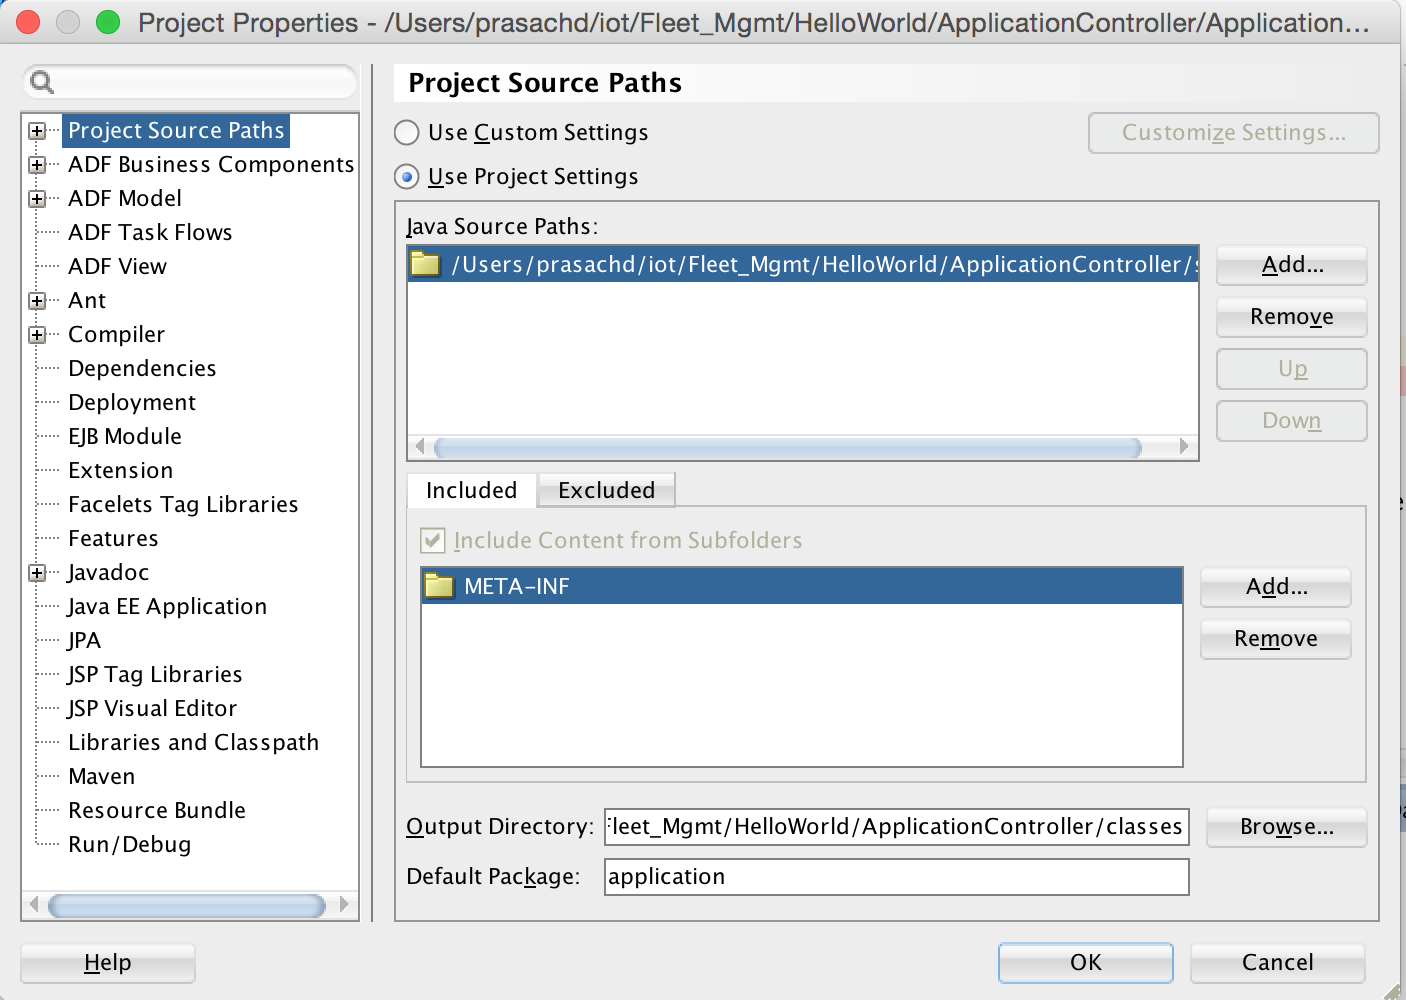 Project Properties - /Users/prasachd/iot/Fleet_Mgmt/HelloWorld/ApplicationController/Application...
Project Source Paths
ADF Business Components
ADF Model
ADF Task Flows
ADF View
Ant
Compiler
Dependencies
Deployment
EJB Module
Extension
Facelets Tag Libraries
Features
Javadoc
Java EE Application
JPA
JSP Tag Libraries
JSP Visual Editor
Libraries and Classpath
Maven
Resource Bundle
Run/Debug
Project Source Paths
Use Custom Settings
Customize Settings...
Use Project Settings
Java Source Paths:
/Users/prasachd/iot/Fleet_Mgmt/HelloWorld/ApplicationController/
Add...
Remove
Up
Down
Included
Excluded
Include Content from Subfolders
META-INF
Add...
Remove
Output Directory:
leet_Mgmt/HelloWorld/ApplicationController/classes
Browse...
Default Package:
application
Help
OK
Cancel